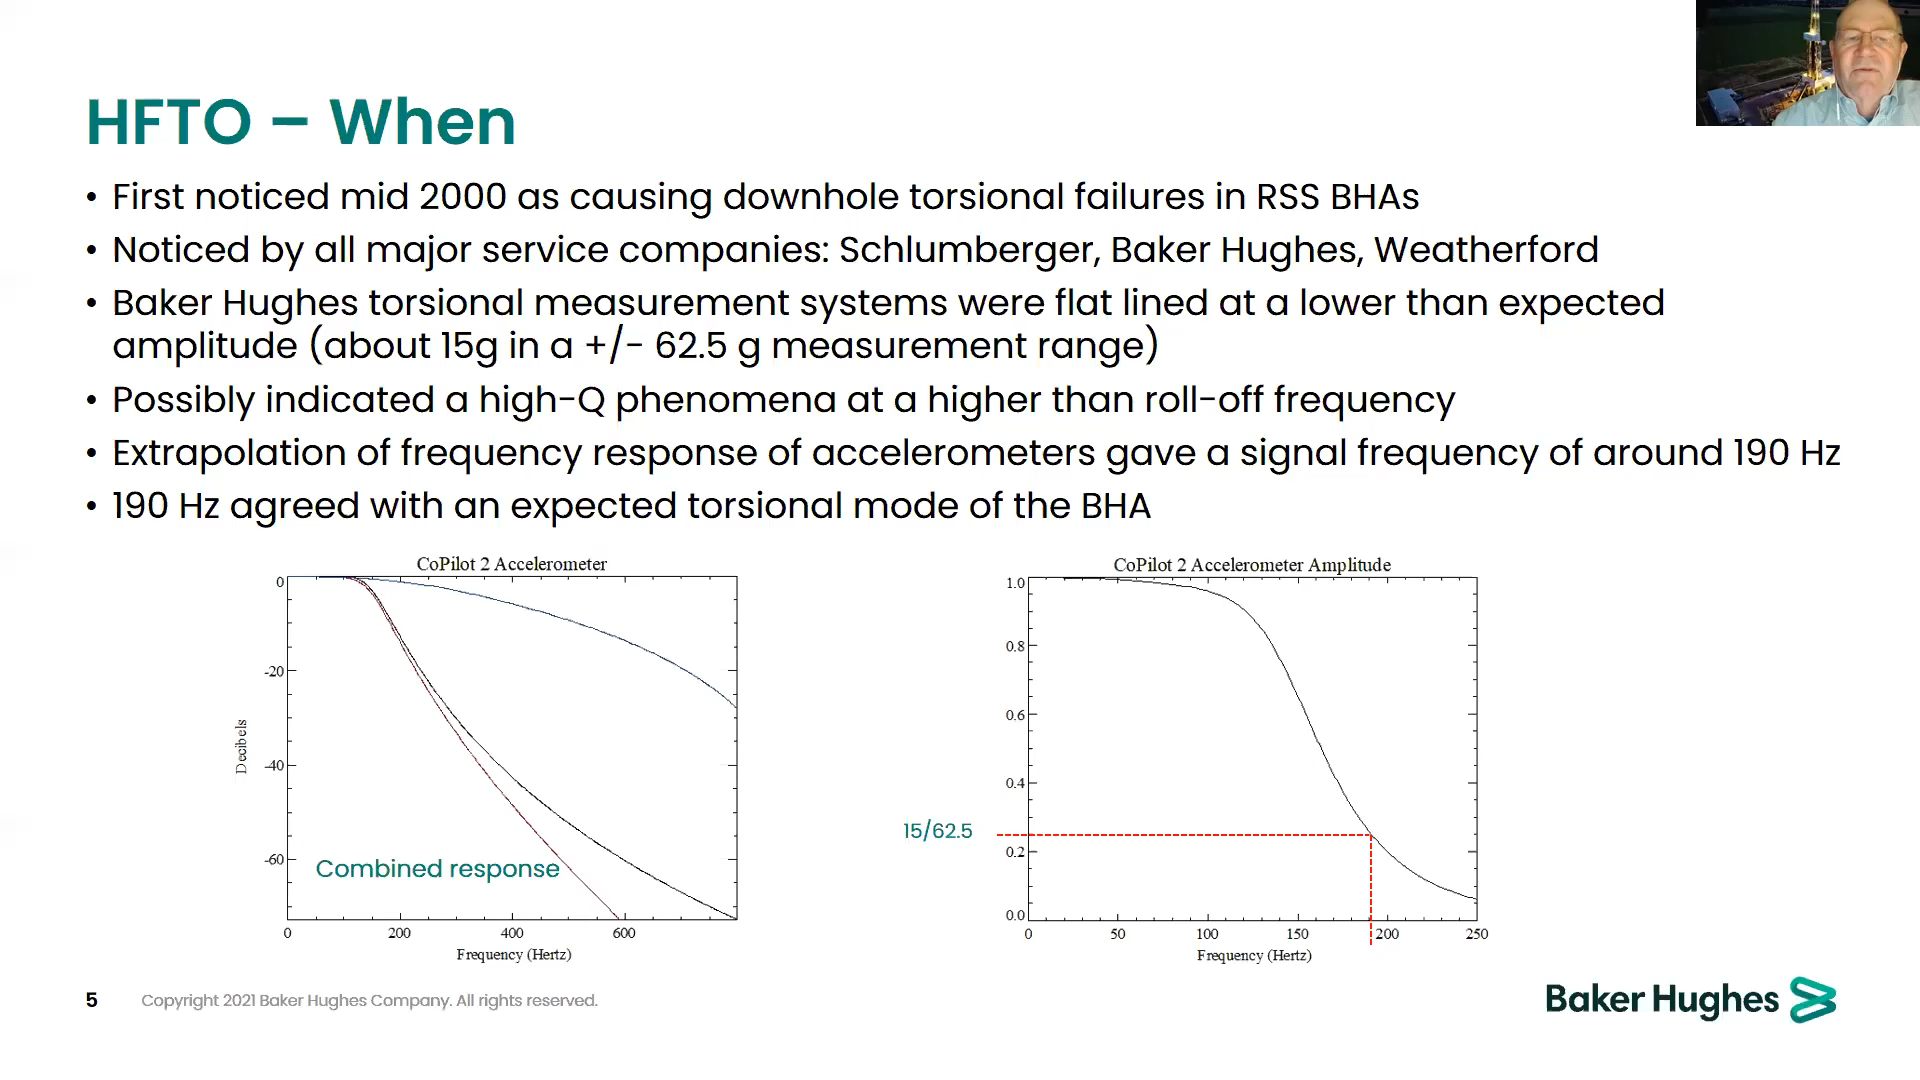 HFTO – When
• First noticed mid 2000 as causing downhole torsional failures in RSS BHAs
• Noticed by all major service companies: Schlumberger, Baker Hughes, Weatherford
• Baker Hughes torsional measurement systems were flat lined at a lower than expected
amplitude (about 15g in a +/- 62.5 g measurement range)
• Possibly indicated a high-Q phenomena at a higher than roll-off frequency
• Extrapolation of frequency response of accelerometers gave a signal frequency of around 190 Hz
• 190 Hz agreed with an expected torsional mode of the BHA
CoPilot 2 Accelerometer
0
-20
-40
-60
Decibels
Combined response
0 200 400 600
Frequency (Hertz)
CoPilot 2 Accelerometer Amplitude
1.0
0.8
0.6
0.4
15/62.5
0.2
0.0
0 50 100 150 200 250
Frequency (Hertz)
5 Copyright 2021 Baker Hughes Company. All rights reserved.
Baker Hughes